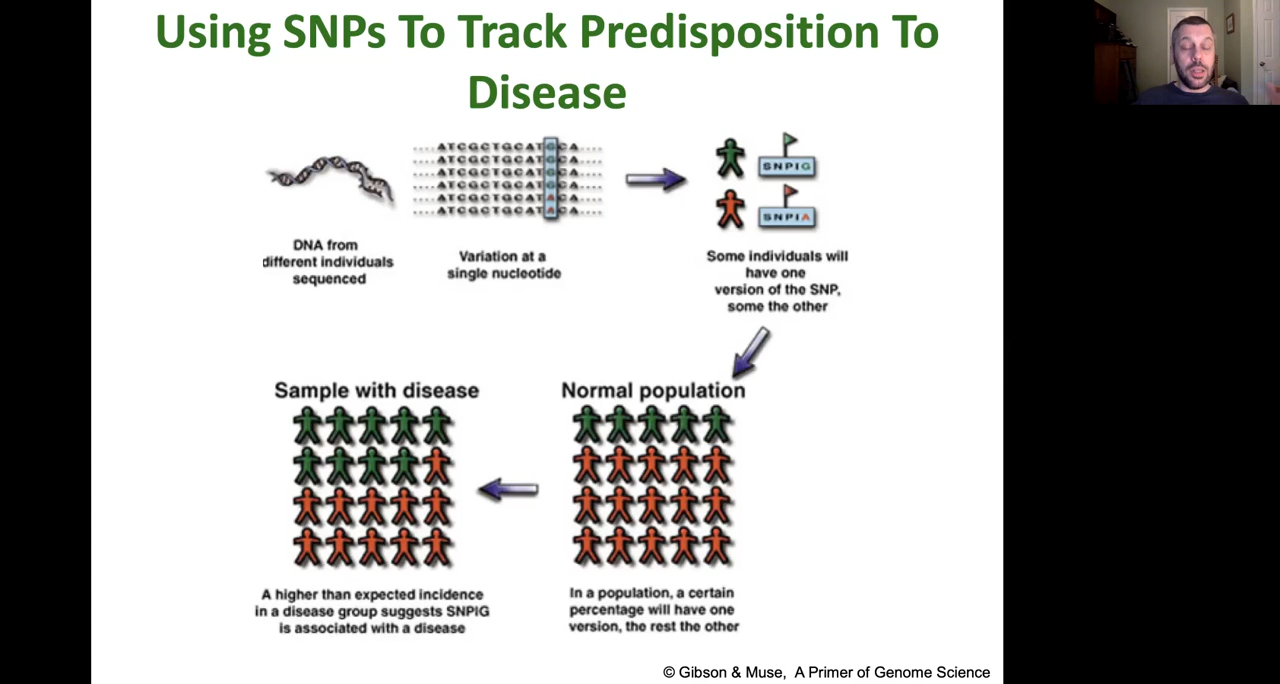 Using SNPs To Track Predisposition To
Disease
....ATCGCTGCATGCA....
....ATCGCTGCATGCA....
....ATCGCTGCATGCA....
....ATCGCTGCATGCA....
....ATCGCTGCATACA....
....ATCGCTGCATACA....
SNPIG
SNPIA
DNA from
different individuals
sequenced
Variation at a
single nucleotide
Some individuals will
have one
version of the SNP,
some the other
Sample with disease
Normal population
A higher than expected incidence
in a disease group suggests SNPIG
is associated with a disease
In a population, a certain
percentage will have one
version, the rest the other
© Gibson & Muse, A Primer of Genome Science